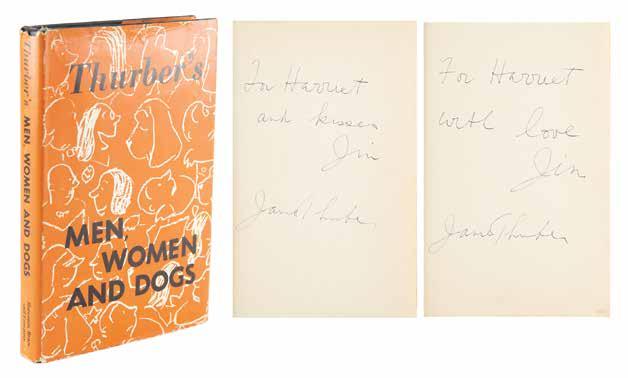 Thurber's MEN, WOMEN AND DOGS
Thurber's
MEN,
WOMEN
AND DOGS
For Harriet
and kisses
Jim
James Thurber
For Harriet
with love
Jim
James Thurber